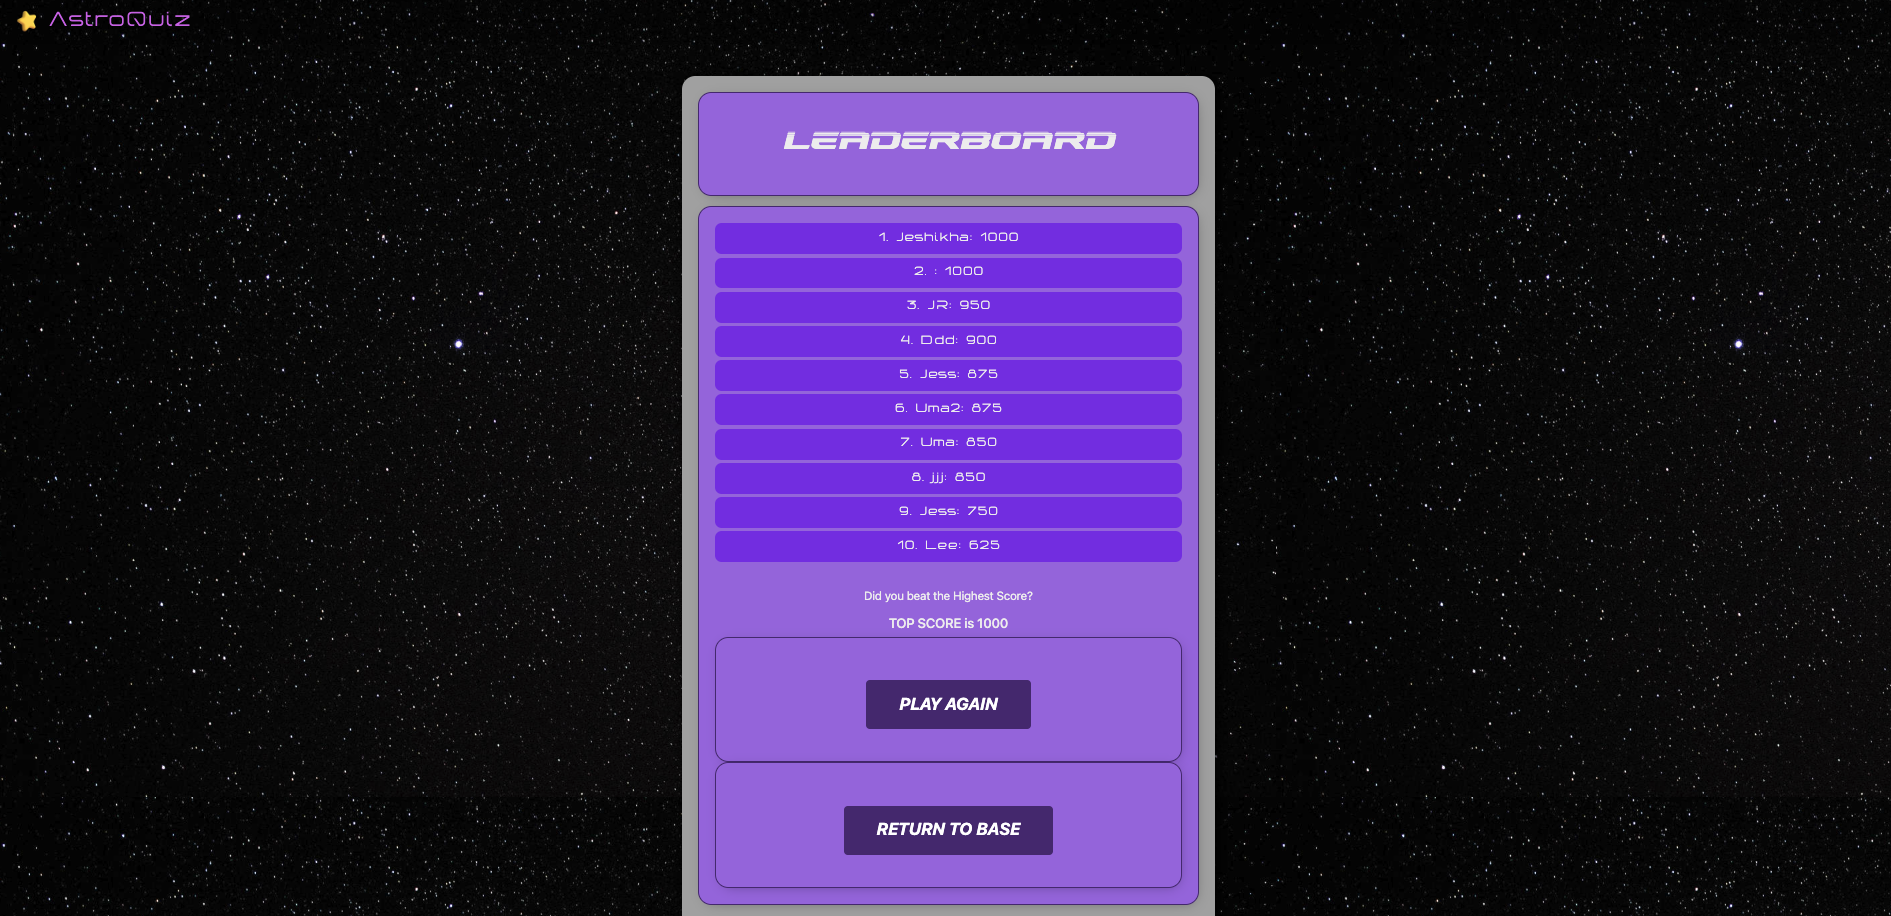 AstroQuiz
LEADERBOARD
1. Jeshikha: 1000
2. : 1000
3. JR: 950
4. Ddd: 900
5. Jess: 875
6. Uma2: 875
7. Uma: 850
8. jjj: 850
9. Jess: 750
10. Lee: 625
Did you beat the Highest Score?
TOP SCORE is 1000
PLAY AGAIN
RETURN TO BASE